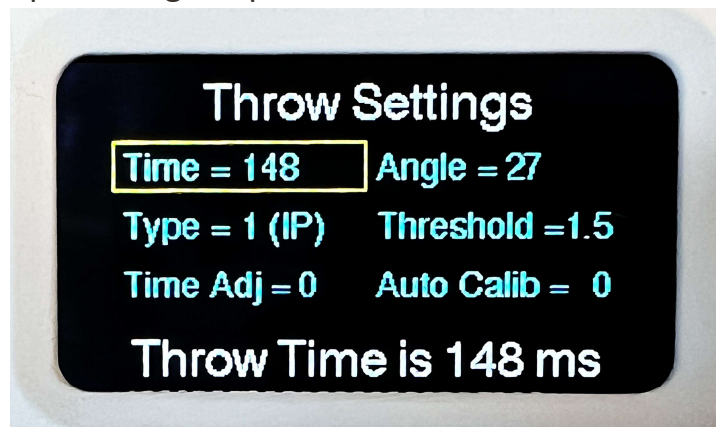 Throw Settings
Time = 148 Angle = 27
Type = 1 (IP) Threshold =1.5
Time Adj = 0 Auto Calib = 0
Throw Time is 148 ms